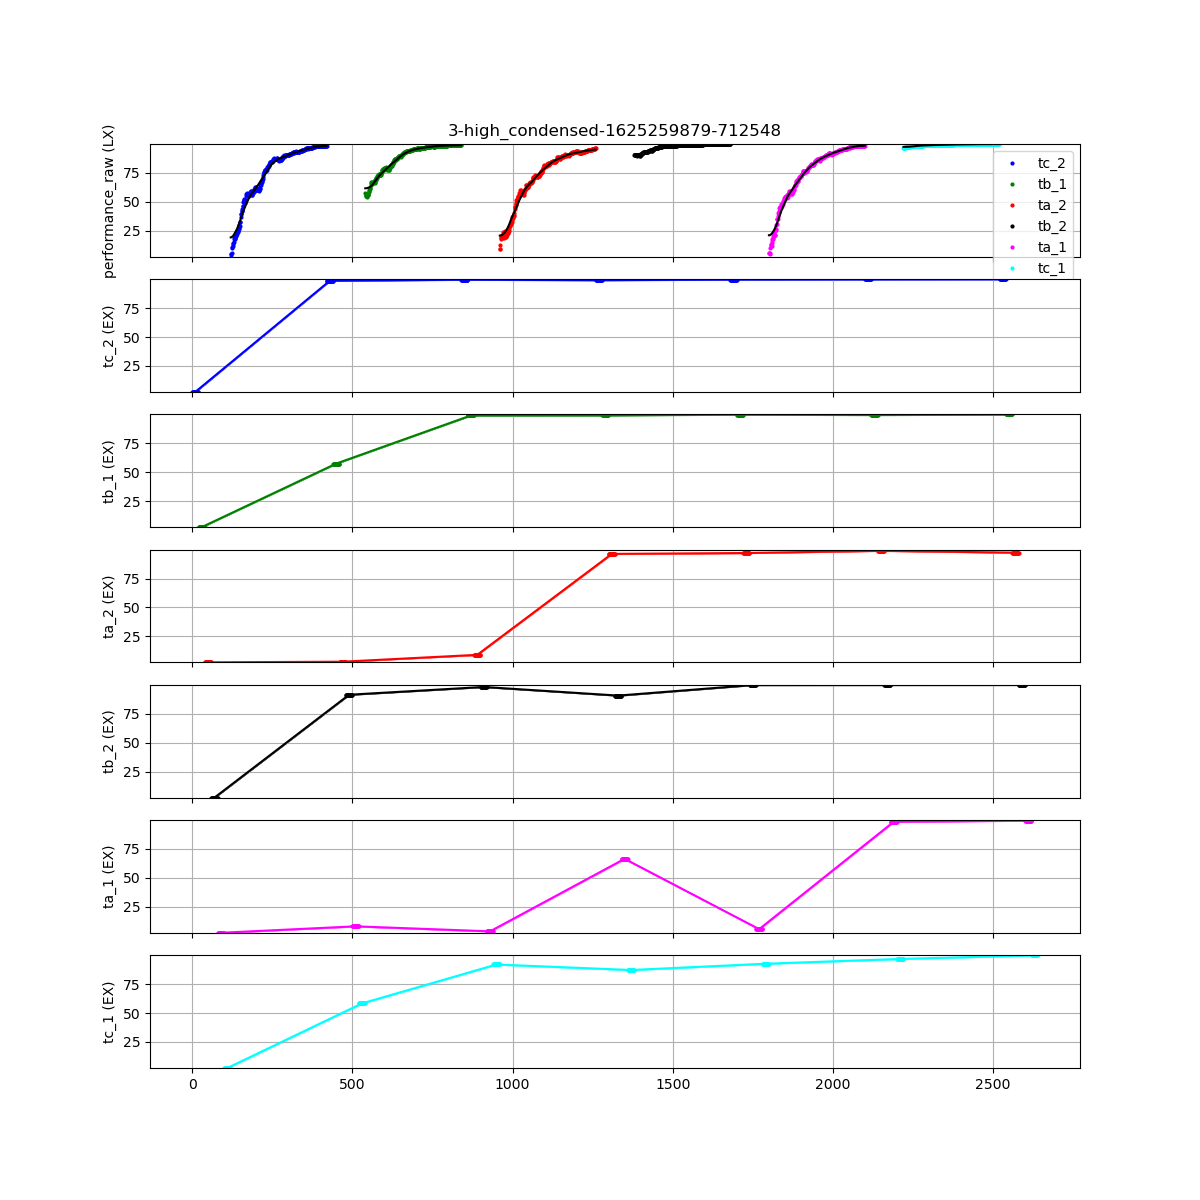 3-high_condensed-1625259879-712548
performance_raw (LX)
75
50
25
tc_2
tb_1
ta_2
tb_2
ta_1
tc_1
tc_2 (EX)
75
50
25
tb_1 (EX)
75
50
25
ta_2 (EX)
75
50
25
tb_2 (EX)
75
50
25
ta_1 (EX)
75
50
25
tc_1 (EX)
75
50
25
0 500 1000 1500 2000 2500